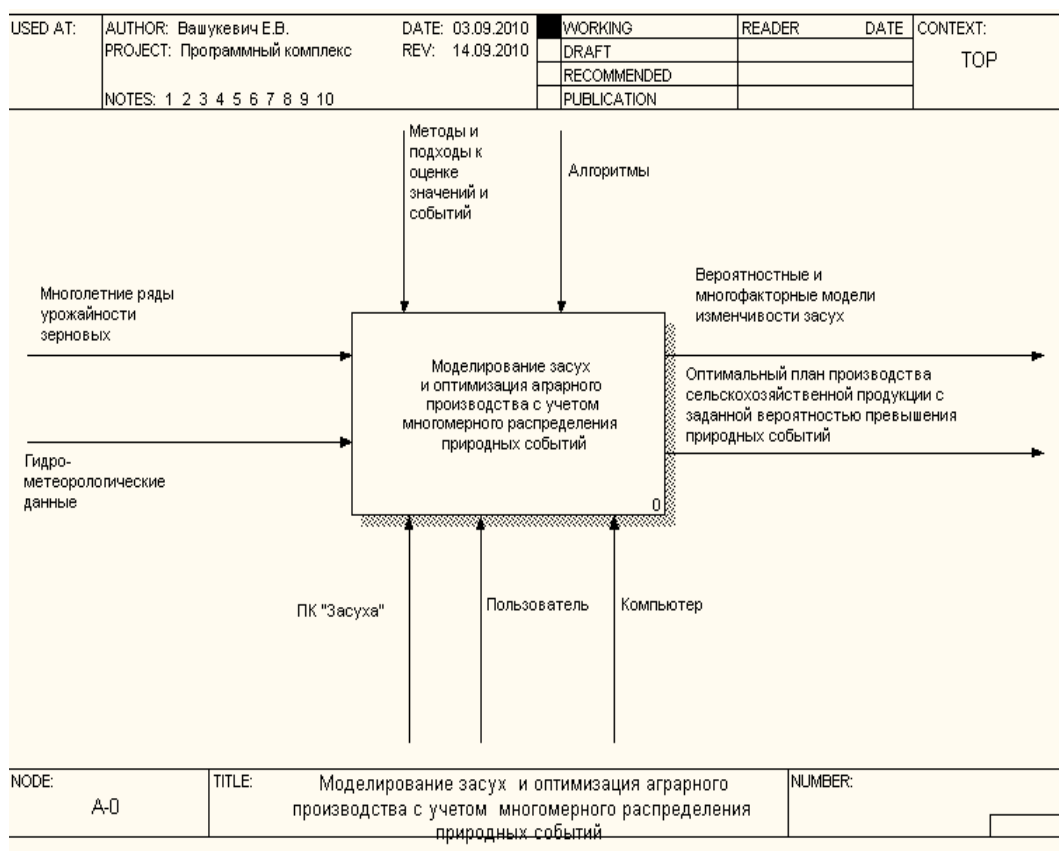 USED AT:
AUTHOR: Вашукевич Е.В.
DATE: 03.09.2010
WORKING
READER
DATE
CONTEXT:
PROJECT: Программный комплекс
REV: 14.09.2010
DRAFT
TOP
RECOMMENDED
NOTES: 1 2 3 4 5 6 7 8 9 10
PUBLICATION
Методы и
подходы к
оценке
значений и
событий
Алгоритмы
Многолетние ряды
урожайности
зерновых
Вероятностные и
многофакторные модели
изменчивости засух
Моделирование засух
и оптимизация аграрного
производства с учетом
многомерного распределения
природных событий
0
Оптимальный план производства
сельскохозяйственной продукции с
заданной вероятностью превышения
природных событий
Гидро-
метеорологические
данные
ПК "Засуха"
Пользователь
Компьютер
NODE:
A-0
TITLE:
Моделирование засух и оптимизация аграрного
производства с учетом многомерного распределения
природных событий
NUMBER: